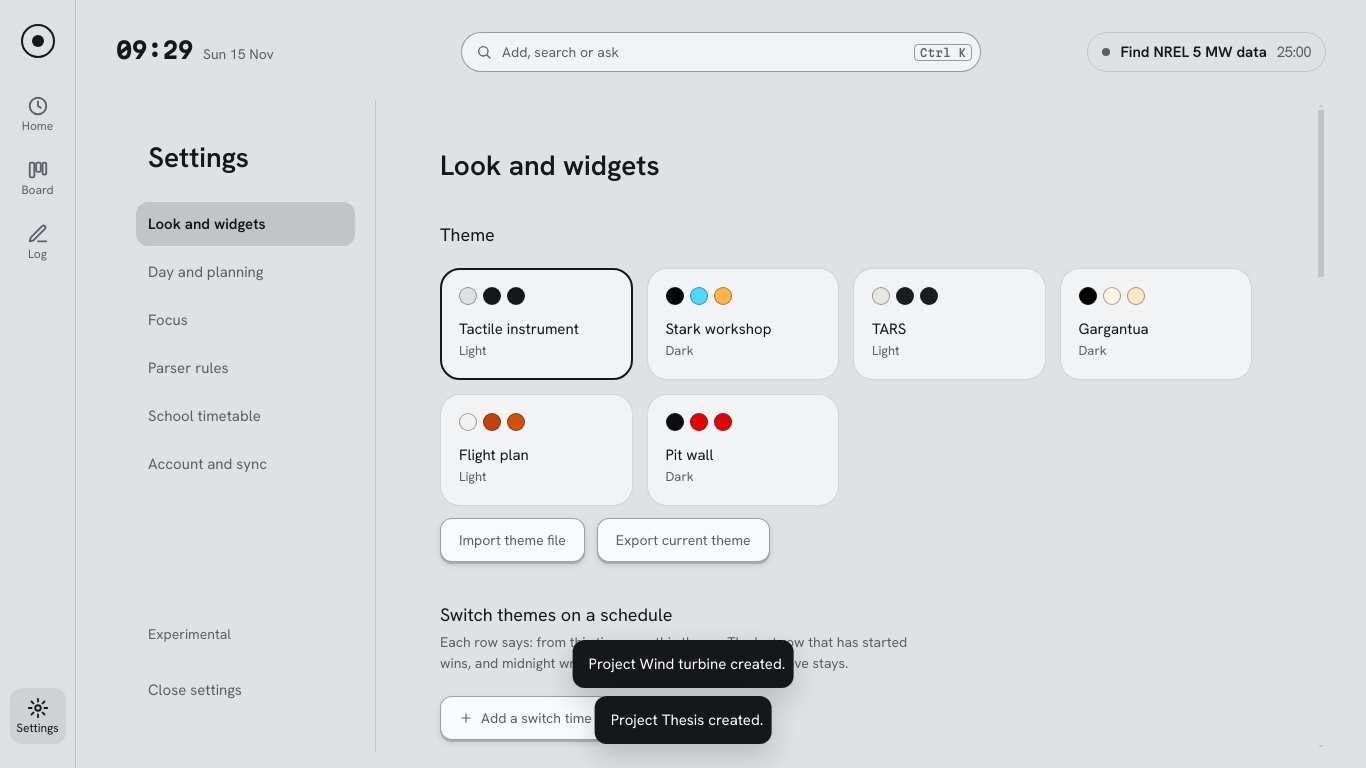 09:29 Sun 15 Nov
Add, search or ask
Ctrl K
Find NREL 5 MW data 25:00
Home
Board
Log
Settings
Settings
Look and widgets
Day and planning
Focus
Parser rules
School timetable
Account and sync
Experimental
Close settings
Look and widgets
Theme
Tactile instrument
Light
Stark workshop
Dark
TARS
Light
Gargantua
Dark
Flight plan
Light
Pit wall
Dark
Import theme file
Export current theme
Switch themes on a schedule
Each row says: from that has started
wins, and midnight stays.
Add a switch time
Project Wind turbine created.
Project Thesis created.